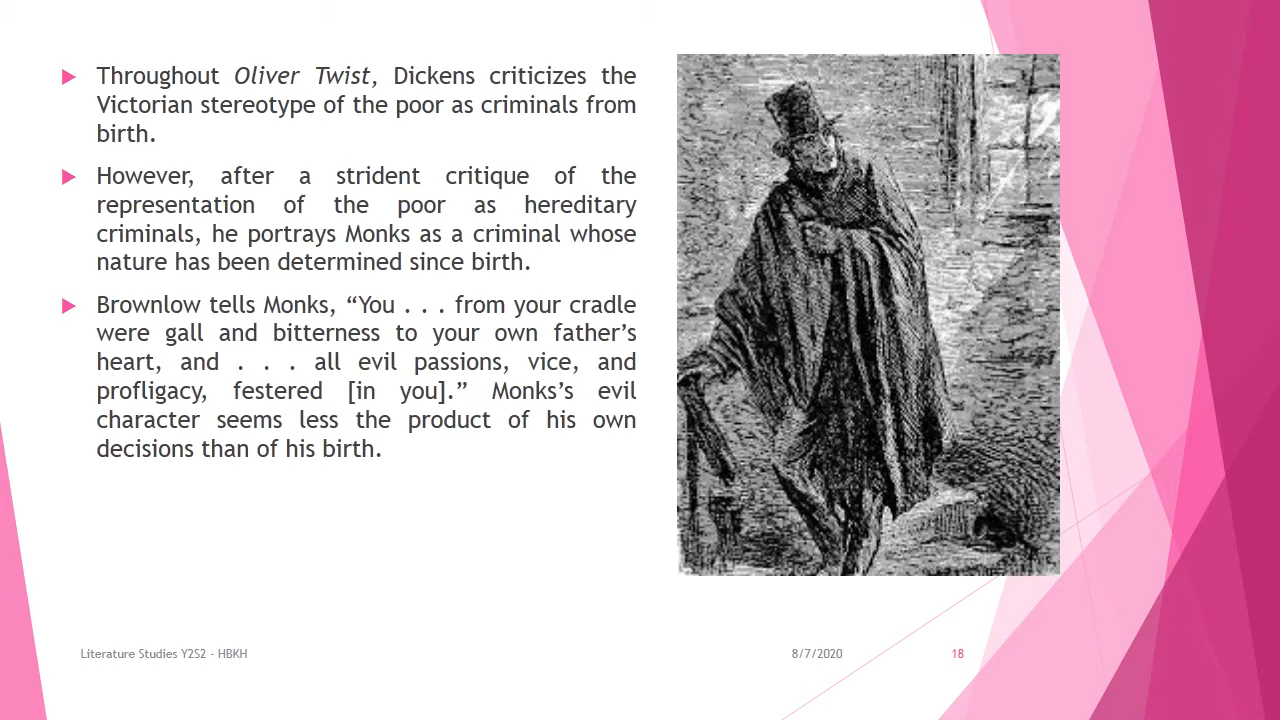 Throughout Oliver Twist, Dickens criticizes the
Victorian stereotype of the poor as criminals from
birth.
However, after a strident critique of the
representation of the poor as hereditary
criminals, he portrays Monks as a criminal whose
nature has been determined since birth.
Brownlow tells Monks, “You . . . from your cradle
were gall and bitterness to your own father’s
heart, and . . . all evil passions, vice, and
profligacy, festered [in you].” Monks’s evil
character seems less the product of his own
decisions than of his birth.
Literature Studies Y2S2 - HBKH
8/7/2020
18